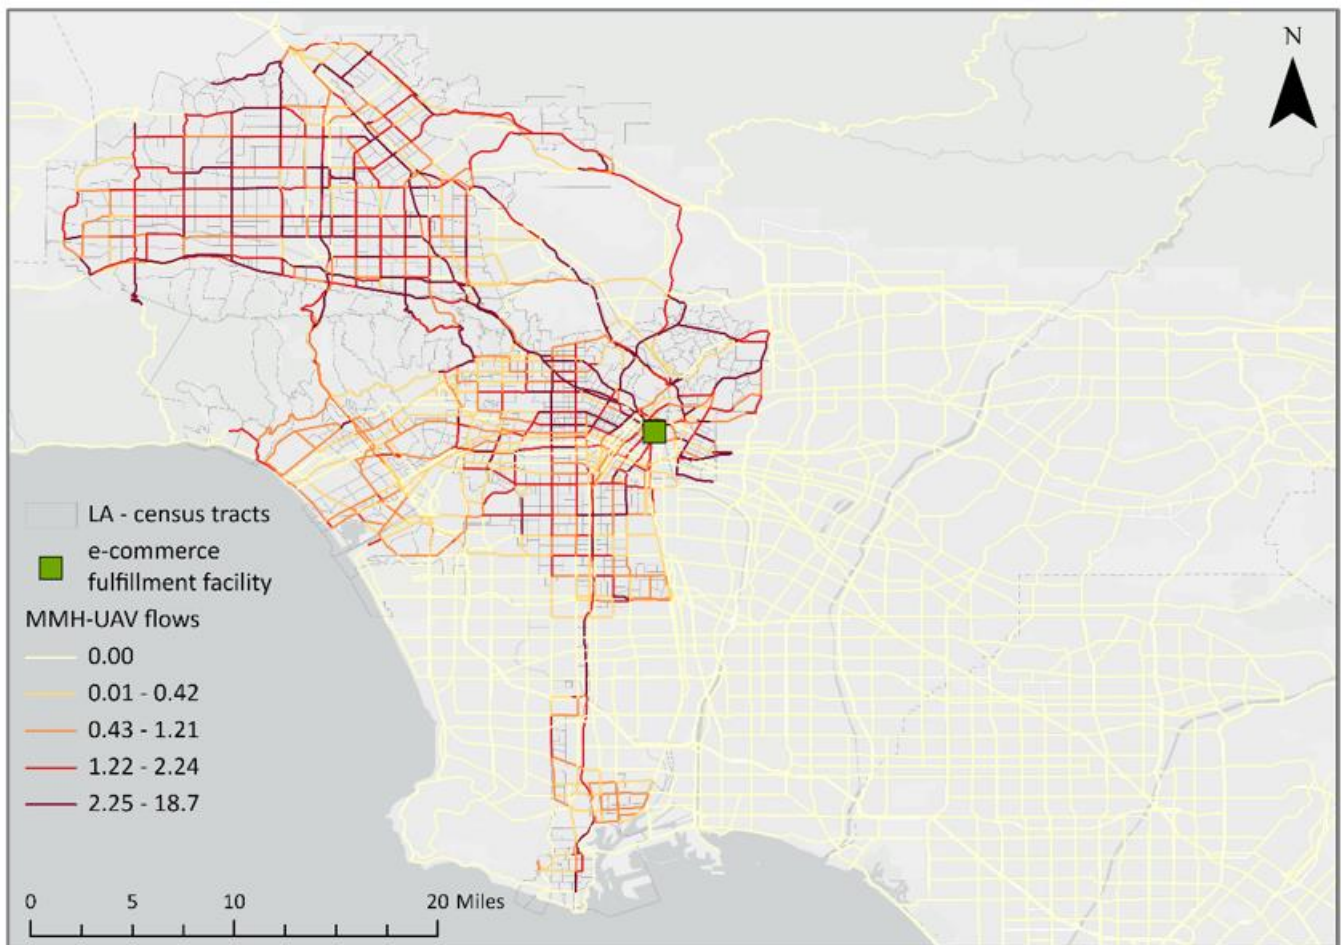 N
LA - census tracts
e-commerce
fulfillment facility
MMH-UAV flows
0.00
0.01 - 0.42
0.43 - 1.21
1.22 - 2.24
2.25 - 18.7
0 5 10 20 Miles